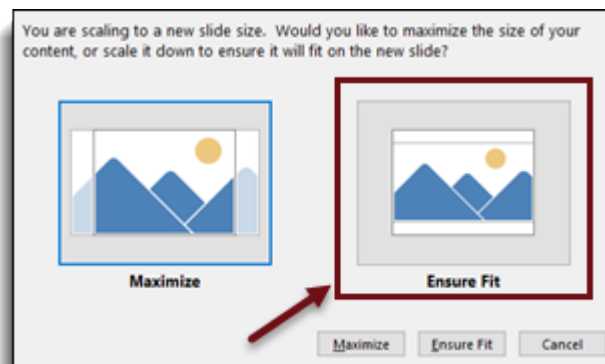 You are scaling to a new slide size. Would you like to maximize the size of your
content, or scale it down to ensure it will fit on the new slide?
Maximize
Ensure Fit
Maximize
Ensure Fit
Cancel